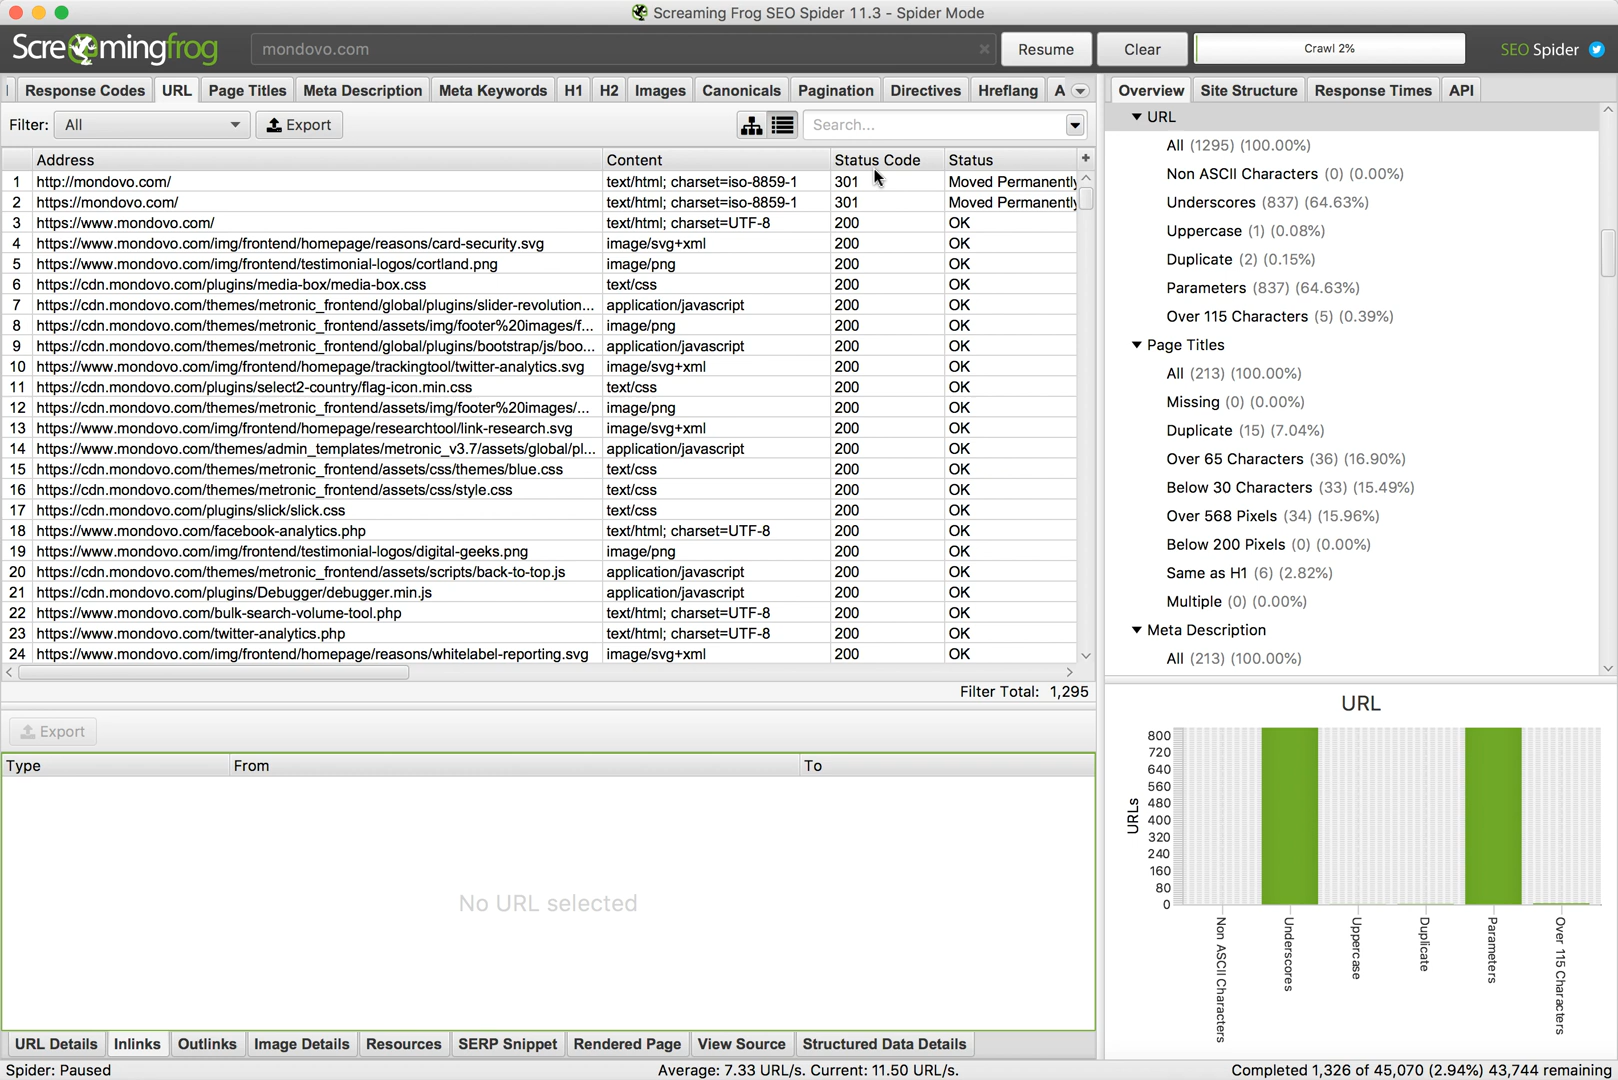 Screaming Frog SEO Spider 11.3 - Spider Mode
Screamingfrog
mondovo.com
Resume
Clear
Crawl 2%
SEO Spider
Response Codes URL Page Titles Meta Description Meta Keywords H1 H2 Images Canonicals Pagination Directives Hreflang A
Filter: All Export Search...
Address Content Status Code Status
1 http://mondovo.com/ text/html; charset=iso-8859-1 301 Moved Permanently
2 https://mondovo.com/ text/html; charset=iso-8859-1 301 Moved Permanently
3 https://www.mondovo.com/ text/html; charset=UTF-8 200 OK
4 https://www.mondovo.com/img/frontend/homepage/reasons/card-security.svg image/svg+xml 200 OK
5 https://www.mondovo.com/img/frontend/testimonial-logos/cortland.png image/png 200 OK
6 https://cdn.mondovo.com/plugins/media-box/media-box.css text/css 200 OK
7 https://cdn.mondovo.com/themes/metronic_frontend/global/plugins/slider-revolution... application/javascript 200 OK
8 https://cdn.mondovo.com/themes/metronic_frontend/assets/img/footer%20images/f... image/png 200 OK
9 https://cdn.mondovo.com/themes/metronic_frontend/global/plugins/bootstrap/js/boo... application/javascript 200 OK
10 https://www.mondovo.com/img/frontend/homepage/trackingtool/twitter-analytics.svg image/svg+xml 200 OK
11 https://cdn.mondovo.com/plugins/select2-country/flag-icon.min.css text/css 200 OK
12 https://cdn.mondovo.com/themes/metronic_frontend/assets/img/footer%20images/... image/png 200 OK
13 https://www.mondovo.com/img/frontend/homepage/researchtool/link-research.svg image/svg+xml 200 OK
14 https://www.mondovo.com/themes/admin_templates/metronic_v3.7/assets/global/pl... application/javascript 200 OK
15 https://cdn.mondovo.com/themes/metronic_frontend/assets/css/themes/blue.css text/css 200 OK
16 https://cdn.mondovo.com/themes/metronic_frontend/assets/css/style.css text/css 200 OK
17 https://cdn.mondovo.com/plugins/slick/slick.css text/css 200 OK
18 https://www.mondovo.com/facebook-analytics.php text/html; charset=UTF-8 200 OK
19 https://www.mondovo.com/img/frontend/testimonial-logos/digital-geeks.png image/png 200 OK
20 https://cdn.mondovo.com/themes/metronic_frontend/assets/scripts/back-to-top.js application/javascript 200 OK
21 https://cdn.mondovo.com/plugins/Debugger/debugger.min.js application/javascript 200 OK
22 https://www.mondovo.com/bulk-search-volume-tool.php text/html; charset=UTF-8 200 OK
23 https://www.mondovo.com/twitter-analytics.php text/html; charset=UTF-8 200 OK
24 https://www.mondovo.com/img/frontend/homepage/reasons/whitelabel-reporting.svg image/svg+xml 200 OK
Filter Total: 1,295
Export
Type From To
No URL selected
URL Details Inlinks Outlinks Image Details Resources SERP Snippet Rendered Page View Source Structured Data Details
Overview Site Structure Response Times API
URL
All (1295) (100.00%)
Non ASCII Characters (0) (0.00%)
Underscores (837) (64.63%)
Uppercase (1) (0.08%)
Duplicate (2) (0.15%)
Parameters (837) (64.63%)
Over 115 Characters (5) (0.39%)
Page Titles
All (213) (100.00%)
Missing (0) (0.00%)
Duplicate (15) (7.04%)
Over 65 Characters (36) (16.90%)
Below 30 Characters (33) (15.49%)
Over 568 Pixels (34) (15.96%)
Below 200 Pixels (0) (0.00%)
Same as H1 (6) (2.82%)
Multiple (0) (0.00%)
Meta Description
All (213) (100.00%)
URL
URLs
800
720
640
560
480
400
320
240
160
80
0
Non ASCII Characters
Underscores
Uppercase
Duplicate
Parameters
Over 115 Characters
Spider: Paused
Average: 7.33 URL/s. Current: 11.50 URL/s.
Completed 1,326 of 45,070 (2.94%) 43,744 remaining